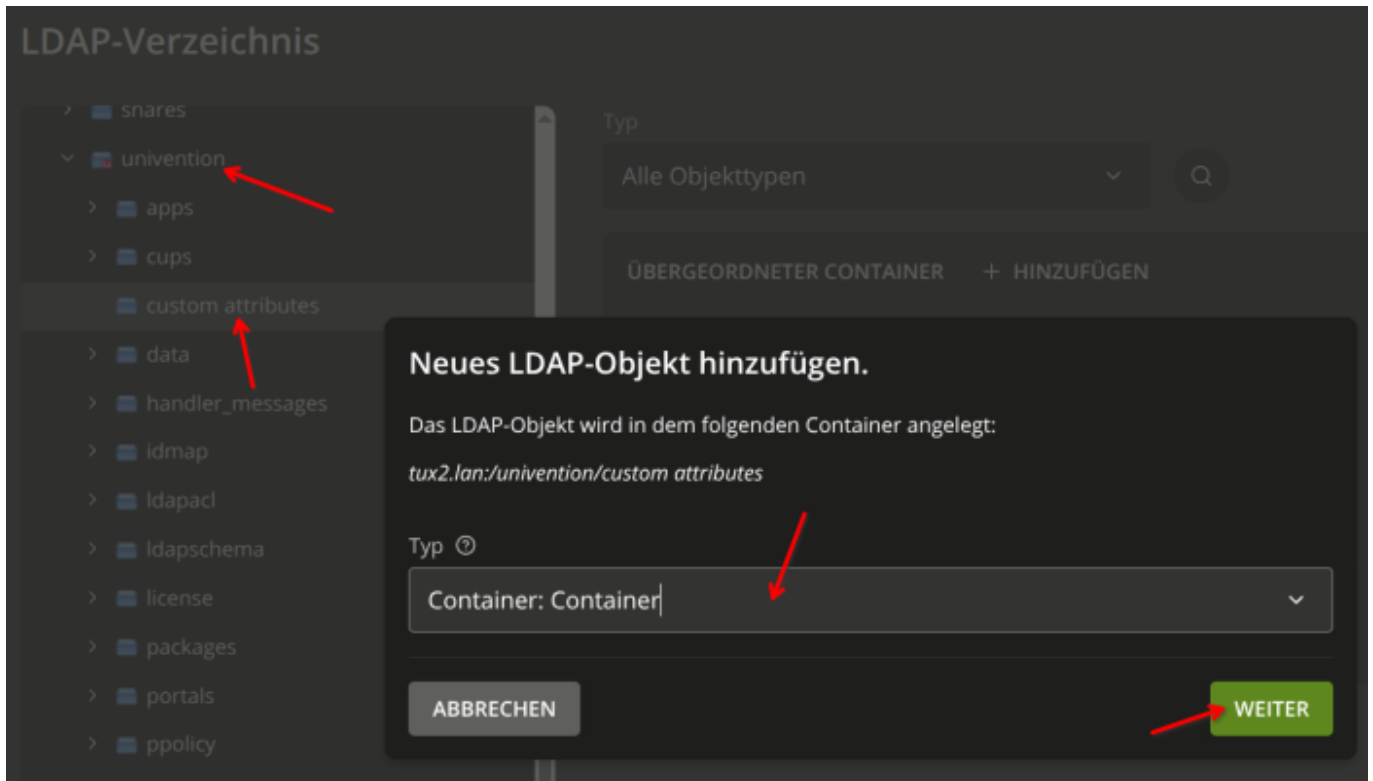 LDAP-Verzeichnis
shares
univention
apps
cups
custom attributes
data
handler_messages
idmap
ldapacl
ldapschema
license
packages
portals
ppolicy
Typ
Alle Objekttypen
ÜBERGEORDNETER CONTAINER + HINZUFÜGEN
Neues LDAP-Objekt hinzufügen.
Das LDAP-Objekt wird in dem folgenden Container angelegt:
tux2.lan:/univention/custom attributes
Typ
Container: Container
ABBRECHEN
WEITER